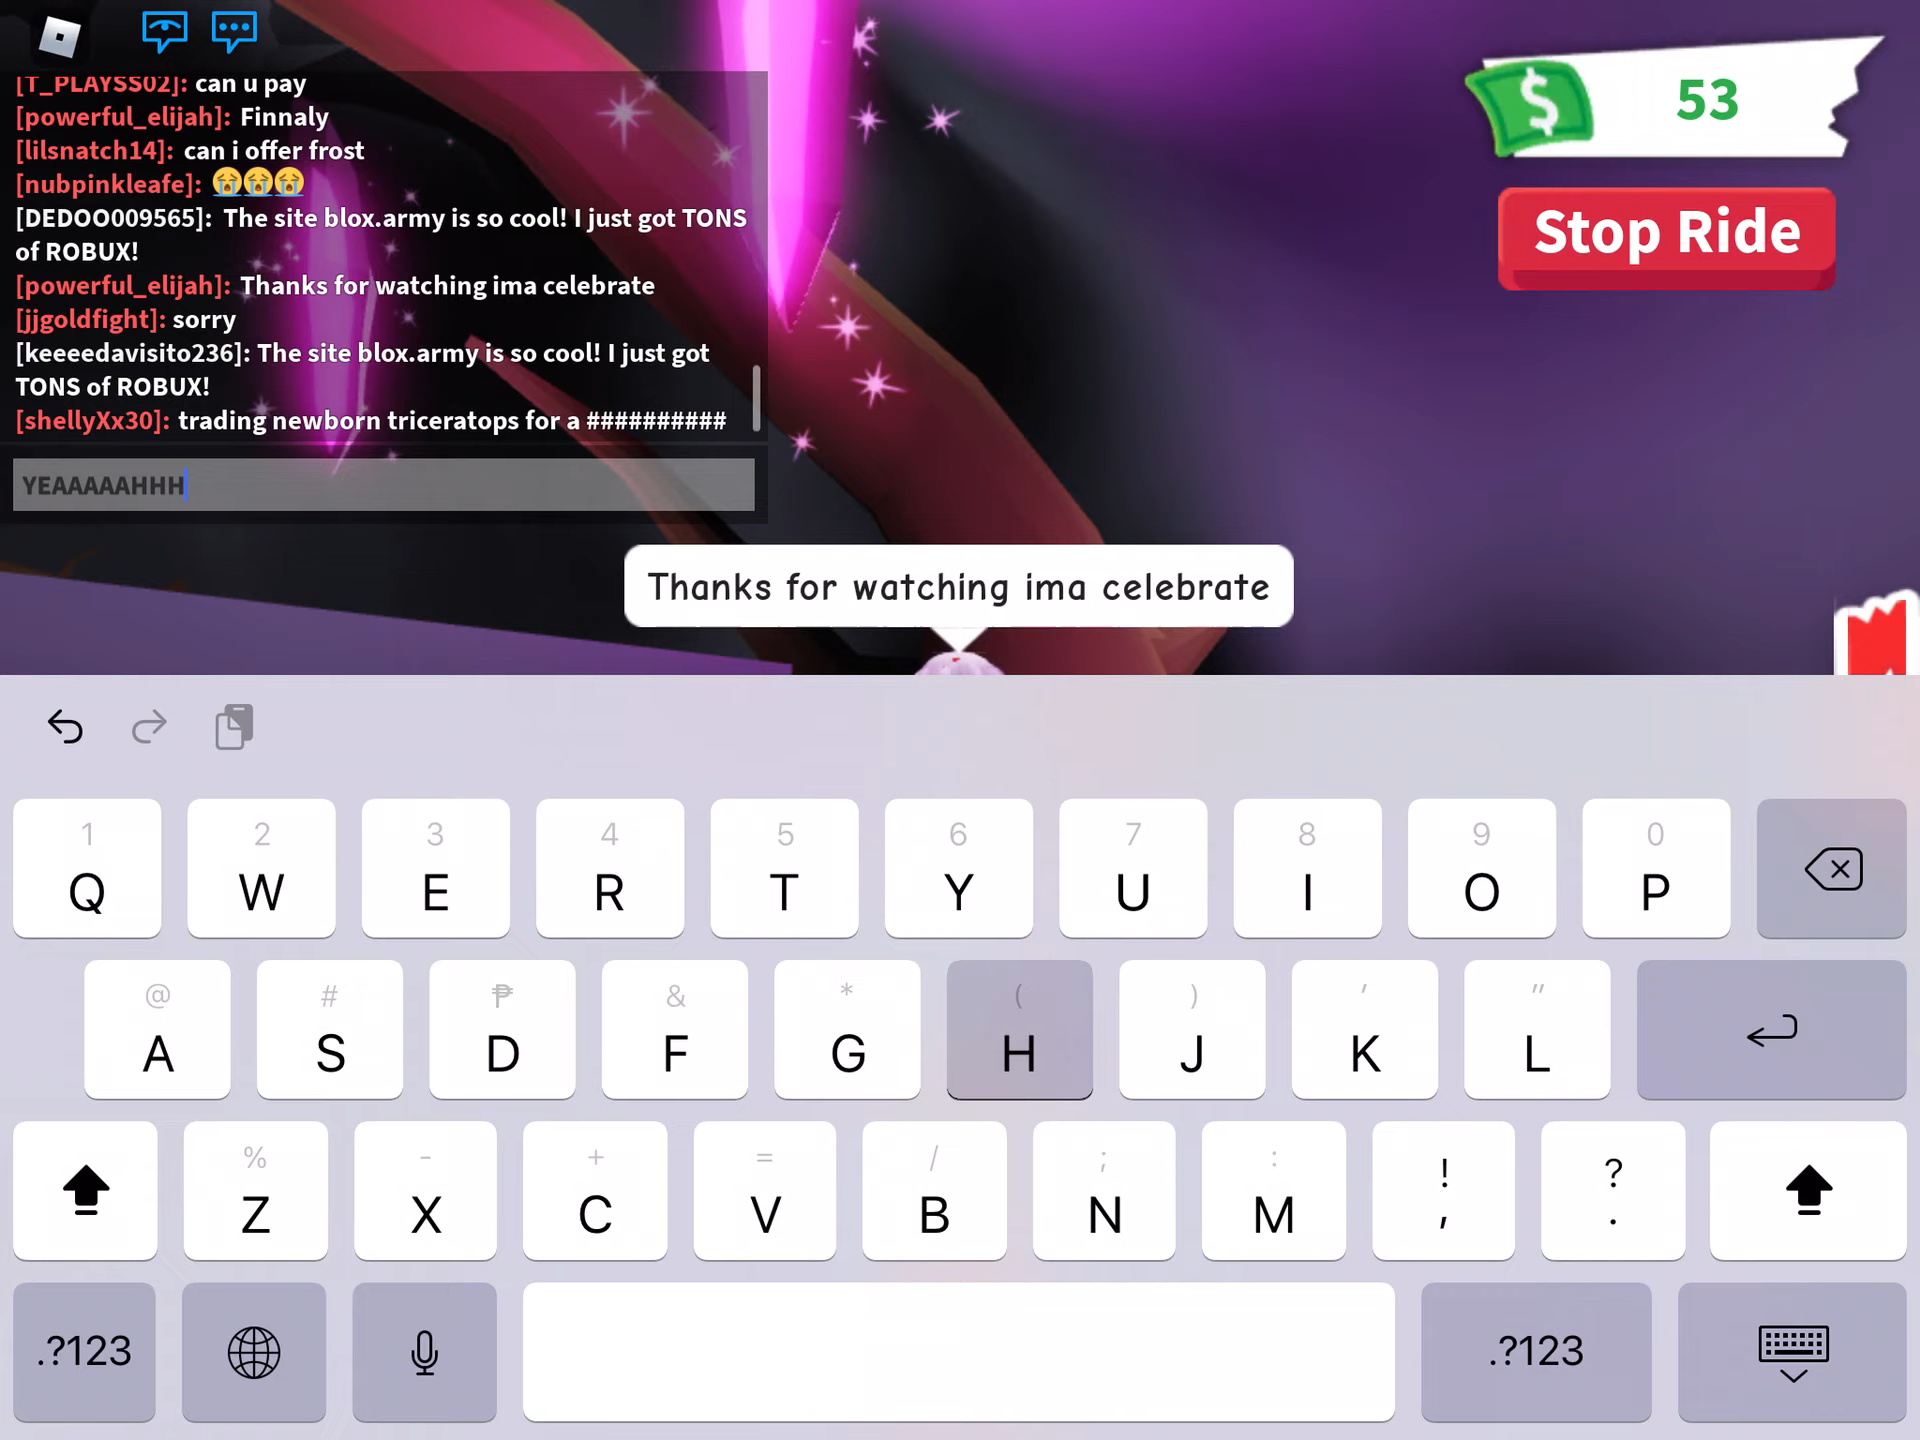 [T_PLAYSS02]: can u pay
[powerful_elijah]: Finnaly
[lilsnatch14]: can i offer frost
[nubpinkleafe]: 😭😭😭
[DEDOO009565]: The site blox.army is so cool! I just got TONS
of ROBUX!
[powerful_elijah]: Thanks for watching ima celebrate
[jjgoldfight]: sorry
[keeeedavisito236]: The site blox.army is so cool! I just got
TONS of ROBUX!
[shellyXx30]: trading newborn triceratops for a ##########
YEAAAAAHHH
53
Stop Ride
Thanks for watching ima celebrate
1 2 3 4 5 6 7 8 9 0
Q W E R T Y U I O P
@ # ₱ & * ( ) ' "
A S D F G H J K L
% - + = / ; : ! ?
Z X C V B N M , .
.?123 .?123